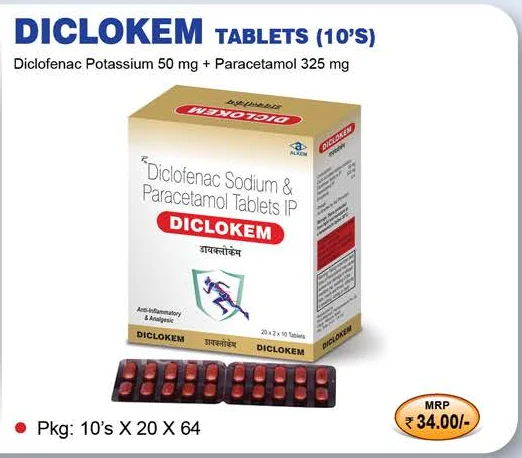 DICLOKEM TABLETS (10'S)
Diclofenac Potassium 50 mg + Paracetamol 325 mg
DICLOKEM
ALKEM
Diclofenac Sodium &
Paracetamol Tablets IP
DICLOKEM
डायक्लोकेम
Anti-Inflammatory
& Analgesic
20 x 2 x 10 Tablets
DICLOKEM
डायक्लोकेम
DICLOKEM
DICLOKEM
Pkg: 10's X 20 X 64
MRP
₹ 34.00/-